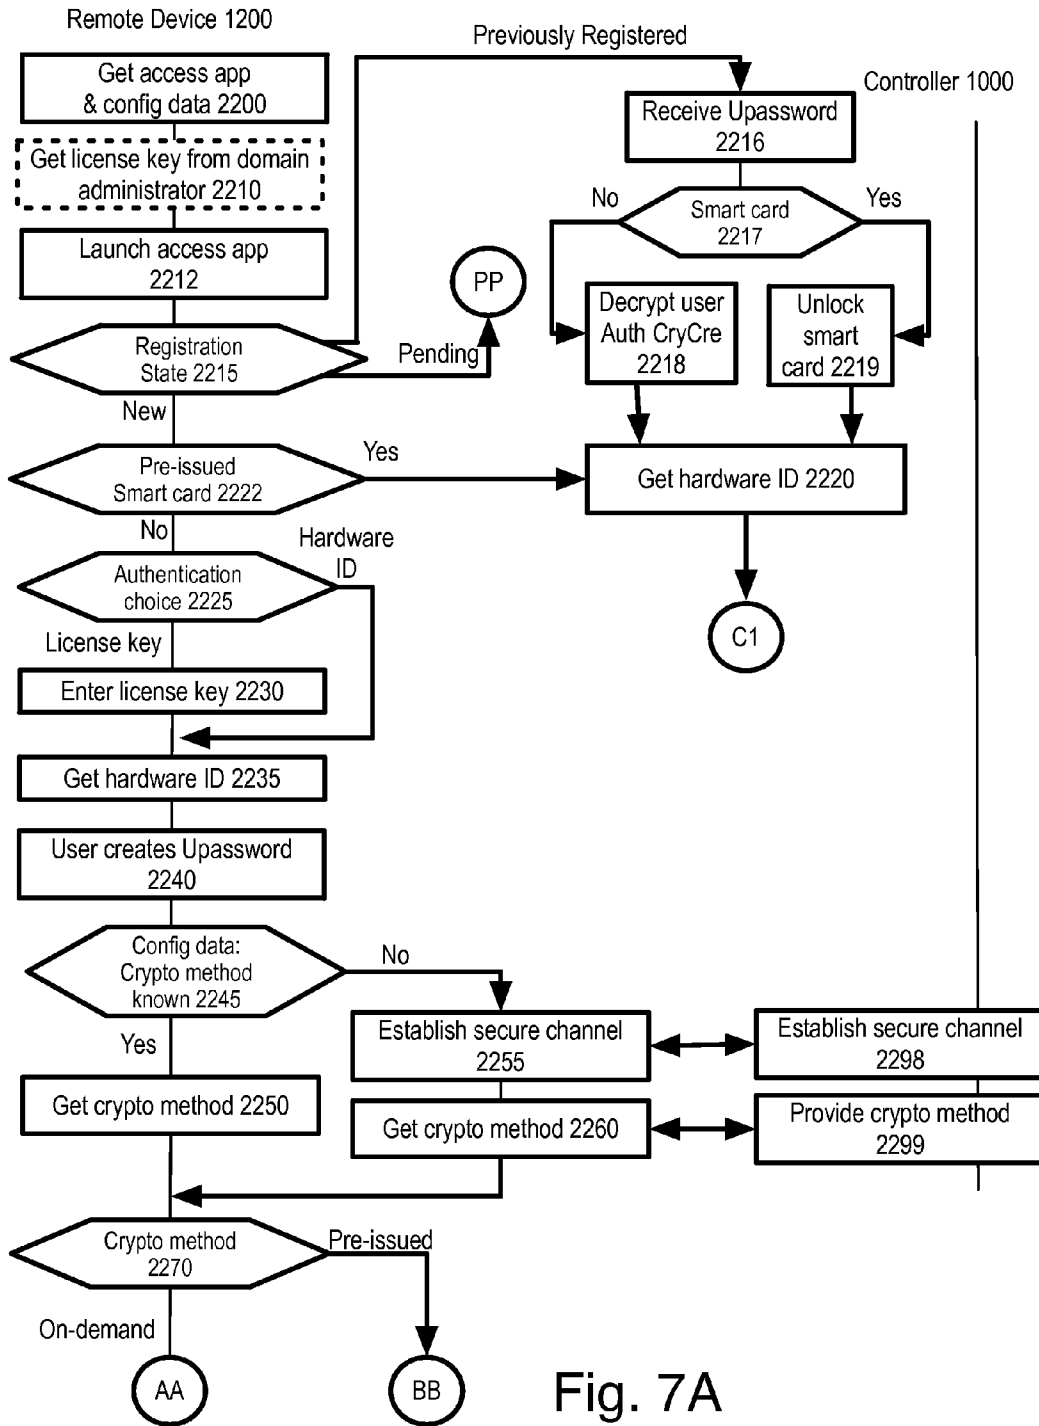 Remote Device 1200
Previously Registered
Controller 1000
Get access app
& config data 2200
Receive Upassword
2216
Get license key from domain
administrator 2210
No
Smart card
2217
Yes
Launch access app
2212
PP
Decrypt user
Auth CryCre
2218
Unlock
smart
card 2219
Registration
State 2215
Pending
New
Pre-issued
Smart card 2222
Yes
Get hardware ID 2220
No
Hardware
ID
Authentication
choice 2225
C1
License key
Enter license key 2230
Get hardware ID 2235
User creates Upassword
2240
Config data:
Crypto method
known 2245
No
Yes
Establish secure channel
2255
Establish secure channel
2298
Get crypto method 2250
Get crypto method 2260
Provide crypto method
2299
Crypto method
2270
Pre-issued
On-demand
AA
BB
Fig. 7A